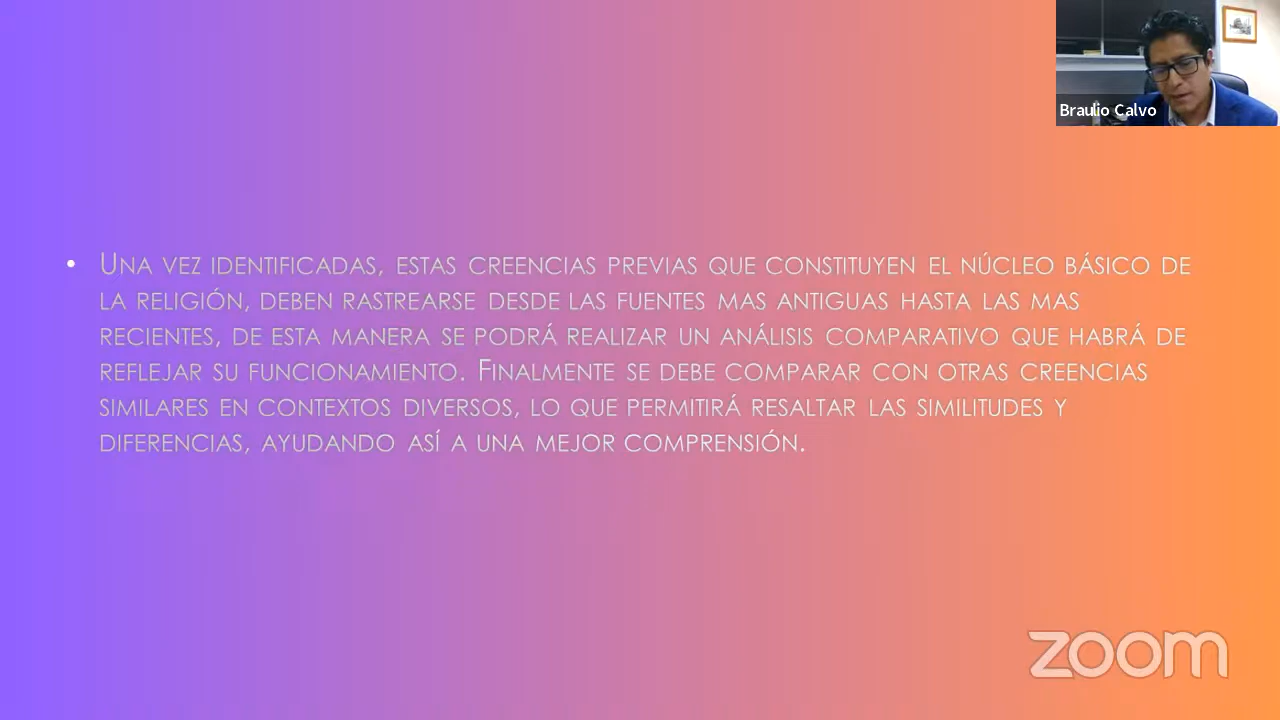 Braulio Calvo
• Una vez identificadas, estas creencias previas que constituyen el núcleo básico de
la religión, deben rastrearse desde las fuentes mas antiguas hasta las mas
recientes, de esta manera se podrá realizar un análisis comparativo que habrá de
reflejar su funcionamiento. Finalmente se debe comparar con otras creencias
similares en contextos diversos, lo que permitirá resaltar las similitudes y
diferencias, ayudando así a una mejor comprensión.
zoom